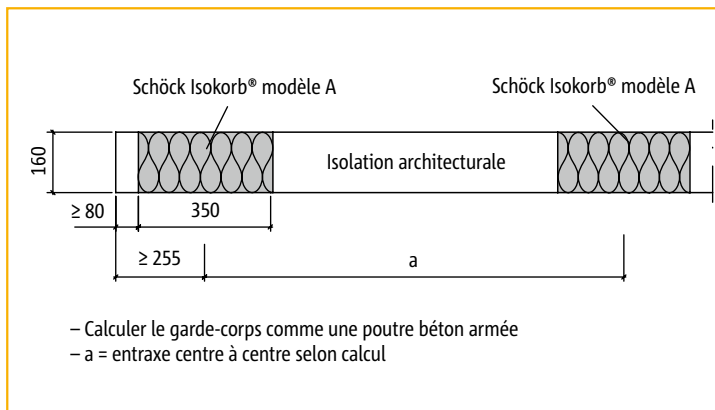 Schöck Isokorb® modèle A
Schöck Isokorb® modèle A
160
Isolation architecturale
≥ 80
350
≥ 255
a
– Calculer le garde-corps comme une poutre béton armée
– a = entraxe centre à centre selon calcul